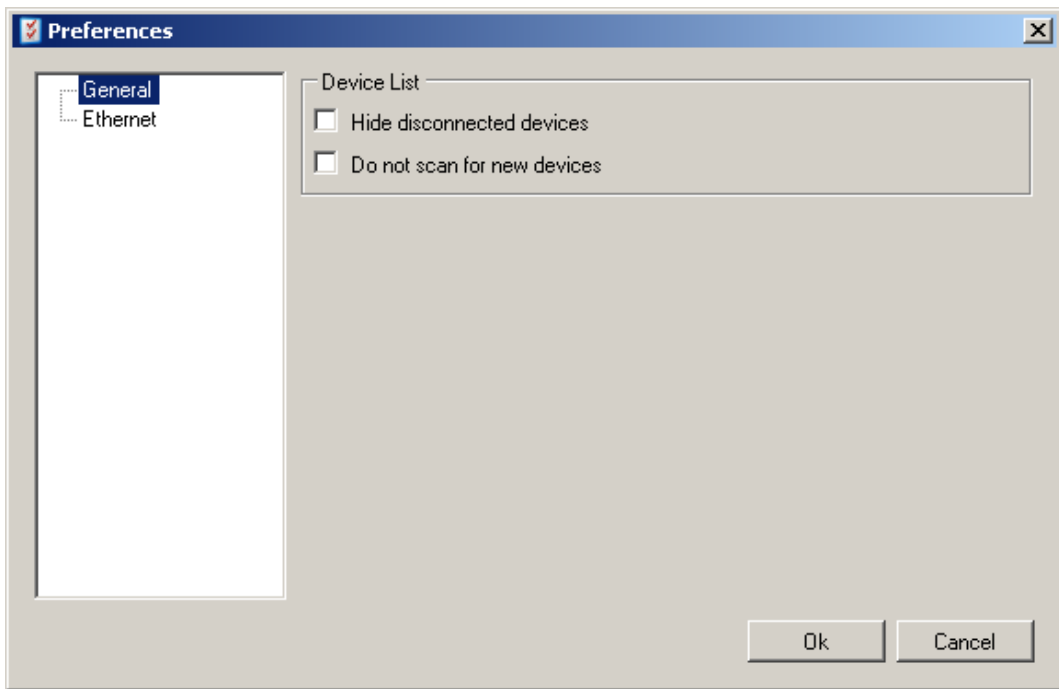 Preferences
General
Ethernet
Device List
Hide disconnected devices
Do not scan for new devices
Ok
Cancel